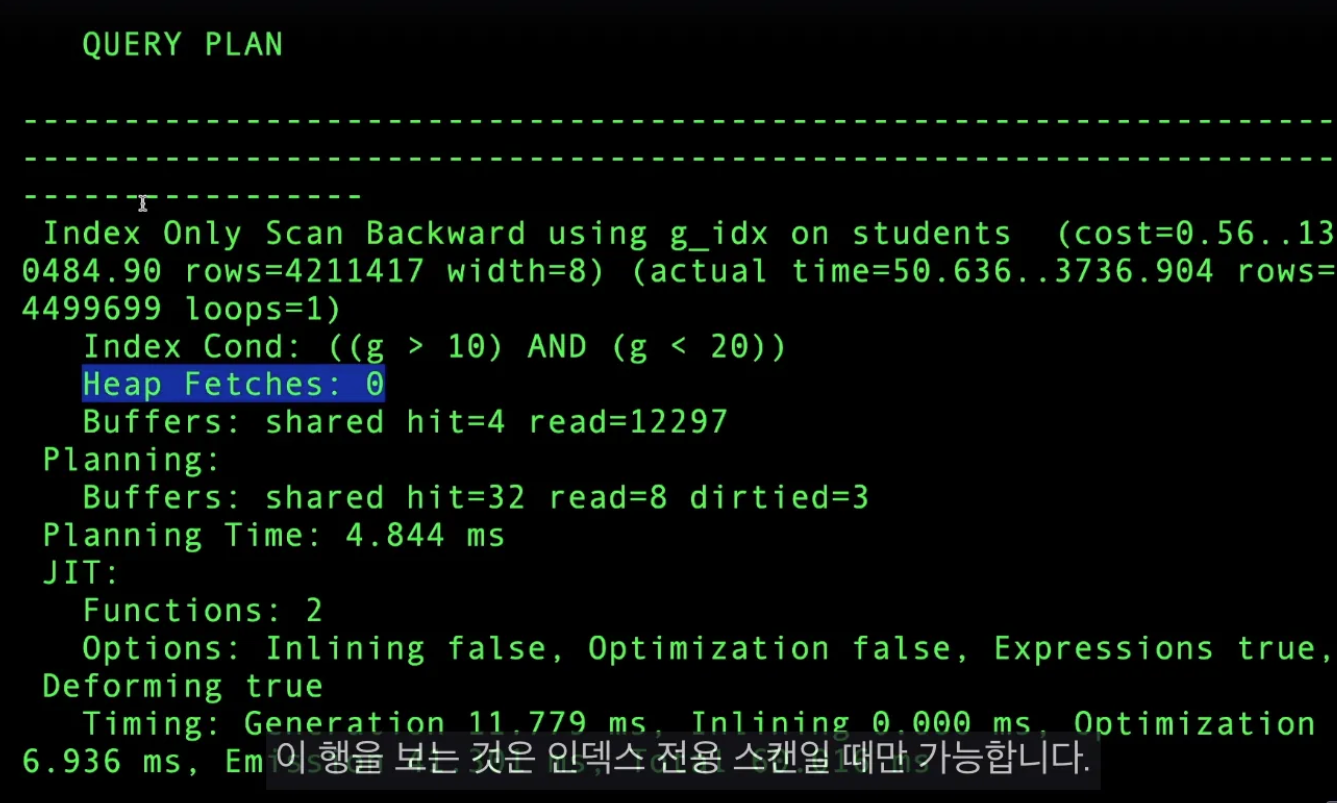 QUERY PLAN
--------------------------------------------------------------------
--------------------------------------------------------------------
-----------------
Index Only Scan Backward using g_idx on students  (cost=0.56..13
0484.90 rows=4211417 width=8) (actual time=50.636..3736.904 rows=
4499699 loops=1)
Index Cond: ((g > 10) AND (g < 20))
Heap Fetches: 0
Buffers: shared hit=4 read=12297
Planning:
Buffers: shared hit=32 read=8 dirtied=3
Planning Time: 4.844 ms
JIT:
Functions: 2
Options: Inlining false, Optimization false, Expressions true,
Deforming true
Timing: Generation 11.779 ms, Inlining 0.000 ms, Optimization
6.936 ms,
이 행을 보는 것은 인덱스 전용 스캔일 때만 가능합니다.